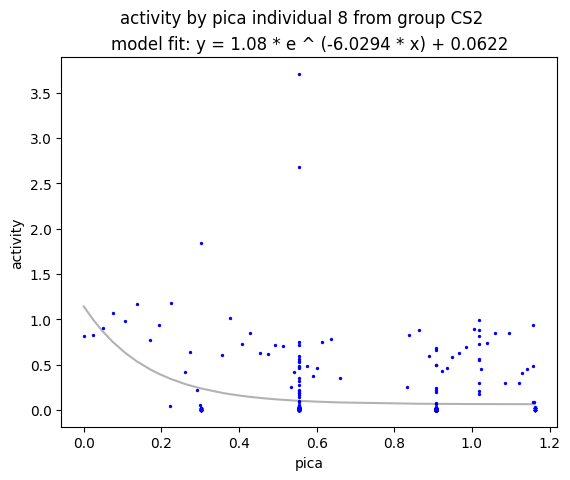 activity by pica individual 8 from group CS2
model fit: y = 1.08 * e ^ (-6.0294 * x) + 0.0622
3.5
3.0
2.5
2.0
1.5
1.0
0.5
0.0
activity
0.0 0.2 0.4 0.6 0.8 1.0 1.2
pica